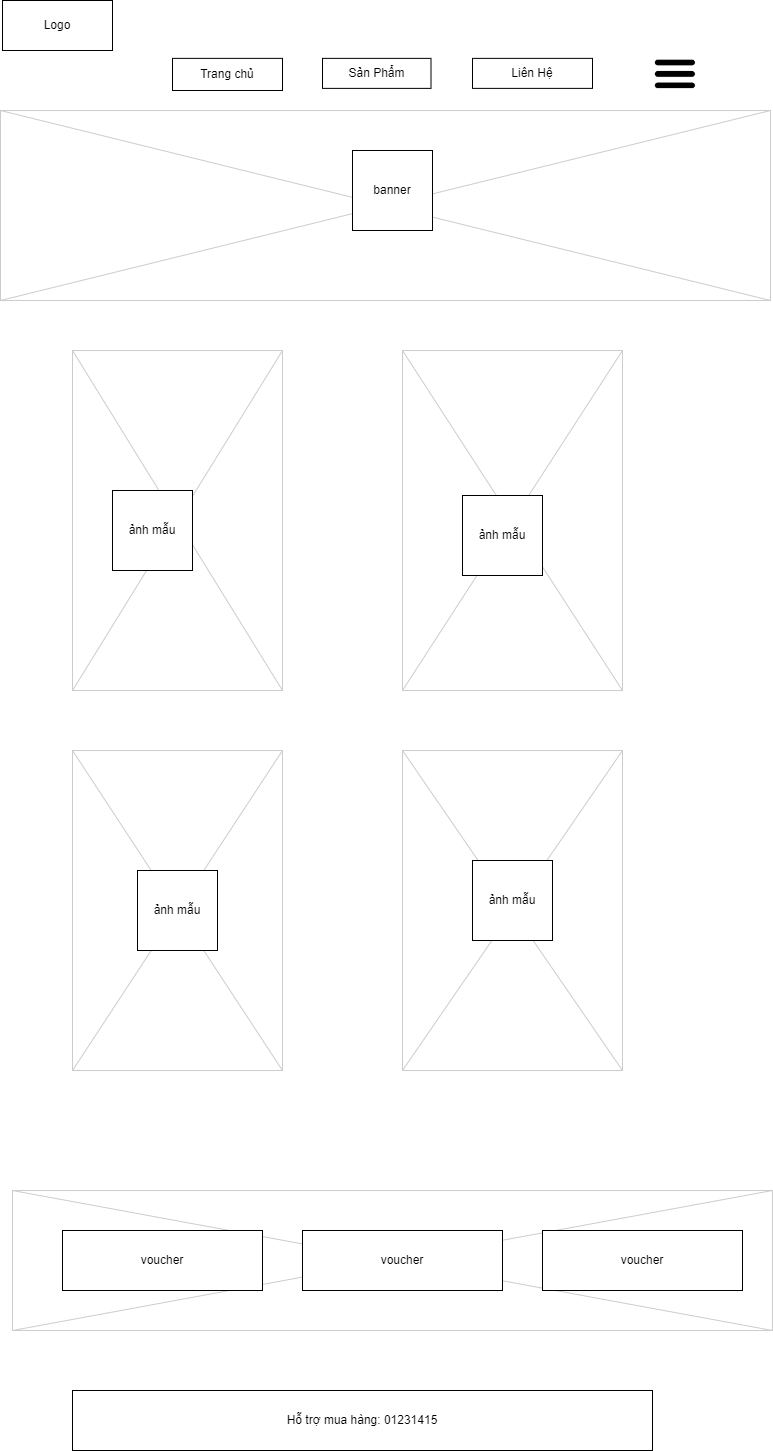 Logo
Trang chủ
Sản Phẩm
Liên Hệ
banner
ảnh mẫu
ảnh mẫu
ảnh mẫu
ảnh mẫu
voucher
voucher
voucher
Hỗ trợ mua hàng: 01231415